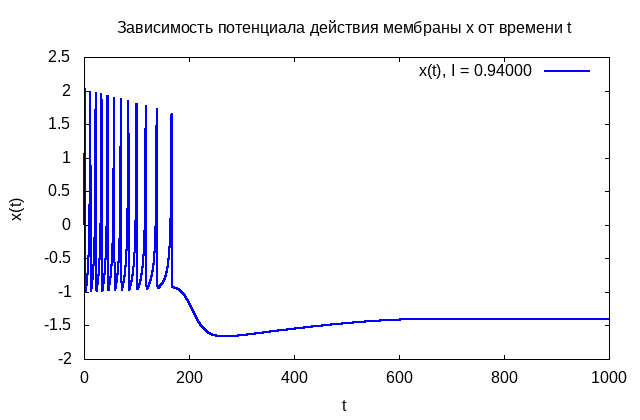 Зависимость потенциала действия мембраны x от времени t
x(t), I = 0.94000
2.5
2
1.5
1
0.5
0
-0.5
-1
-1.5
-2
x(t)
0 200 400 600 800 1000
t